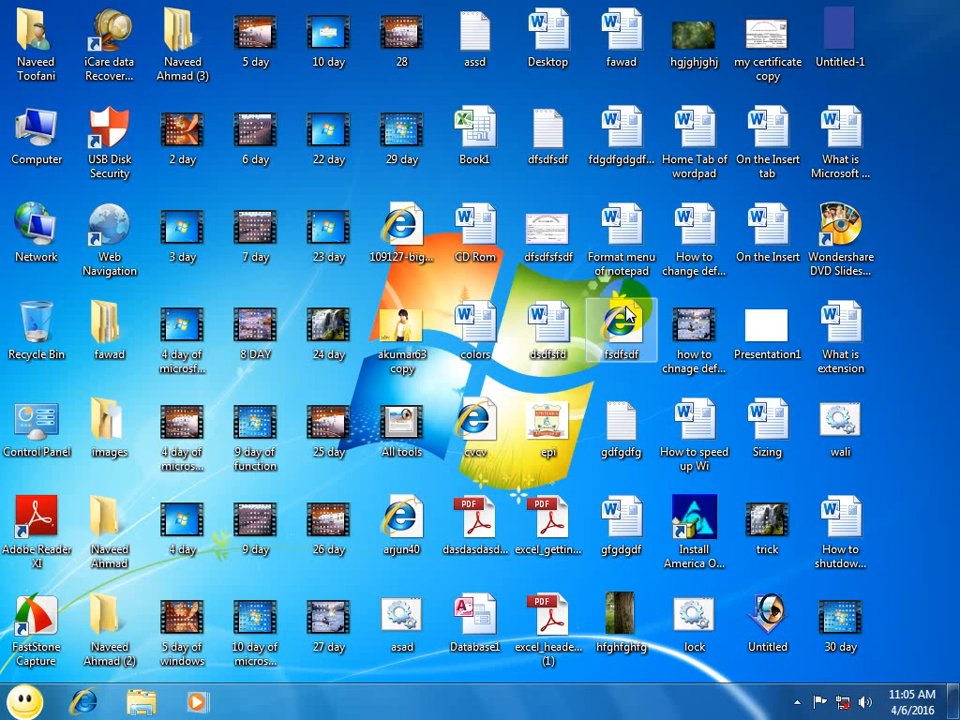 Naveed
Toofani
iCare data
Recover...
Naveed
Ahmad (3)
5 day
10 day
28
assd
Desktop
fawad
hgjghjghj
my certificate
copy
Untitled-1
Computer
USB Disk
Security
2 day
6 day
22 day
29 day
Book1
dfsdfsdf
fdgdfgdgdf...
Home Tab of
wordpad
On the Insert
tab
What is
Microsoft ...
Network
Web
Navigation
3 day
7 day
23 day
109127-big...
CD Rom
dfsdfsfsdf
Format menu
of notepad
How to
change def...
On the Insert
Wondershare
DVD Slides...
Recycle Bin
fawad
4 day of
microsf...
8 DAY
24 day
akumar63
copy
colors
dsdfsfd
fsdfsdf
how to
chnage def...
Presentation1
What is
extension
Control Panel
images
4 day of
micros...
9 day of
function
25 day
All tools
cvcv
epi
gdfgdfg
How to speed
up Wi
Sizing
wali
Adobe Reader
XI
Naveed
Ahmad
4 day
9 day
26 day
arjun40
PDF
dasdasdasd...
PDF
excel_gettin...
gfgdgdf
Install
America O...
trick
How to
shutdow...
FastStone
Capture
Naveed
Ahmad (2)
5 day of
windows
10 day of
micros...
27 day
asad
Database1
PDF
excel_heade...
(1)
hfghfghfg
lock
Untitled
30 day
11:05 AM
4/6/2016